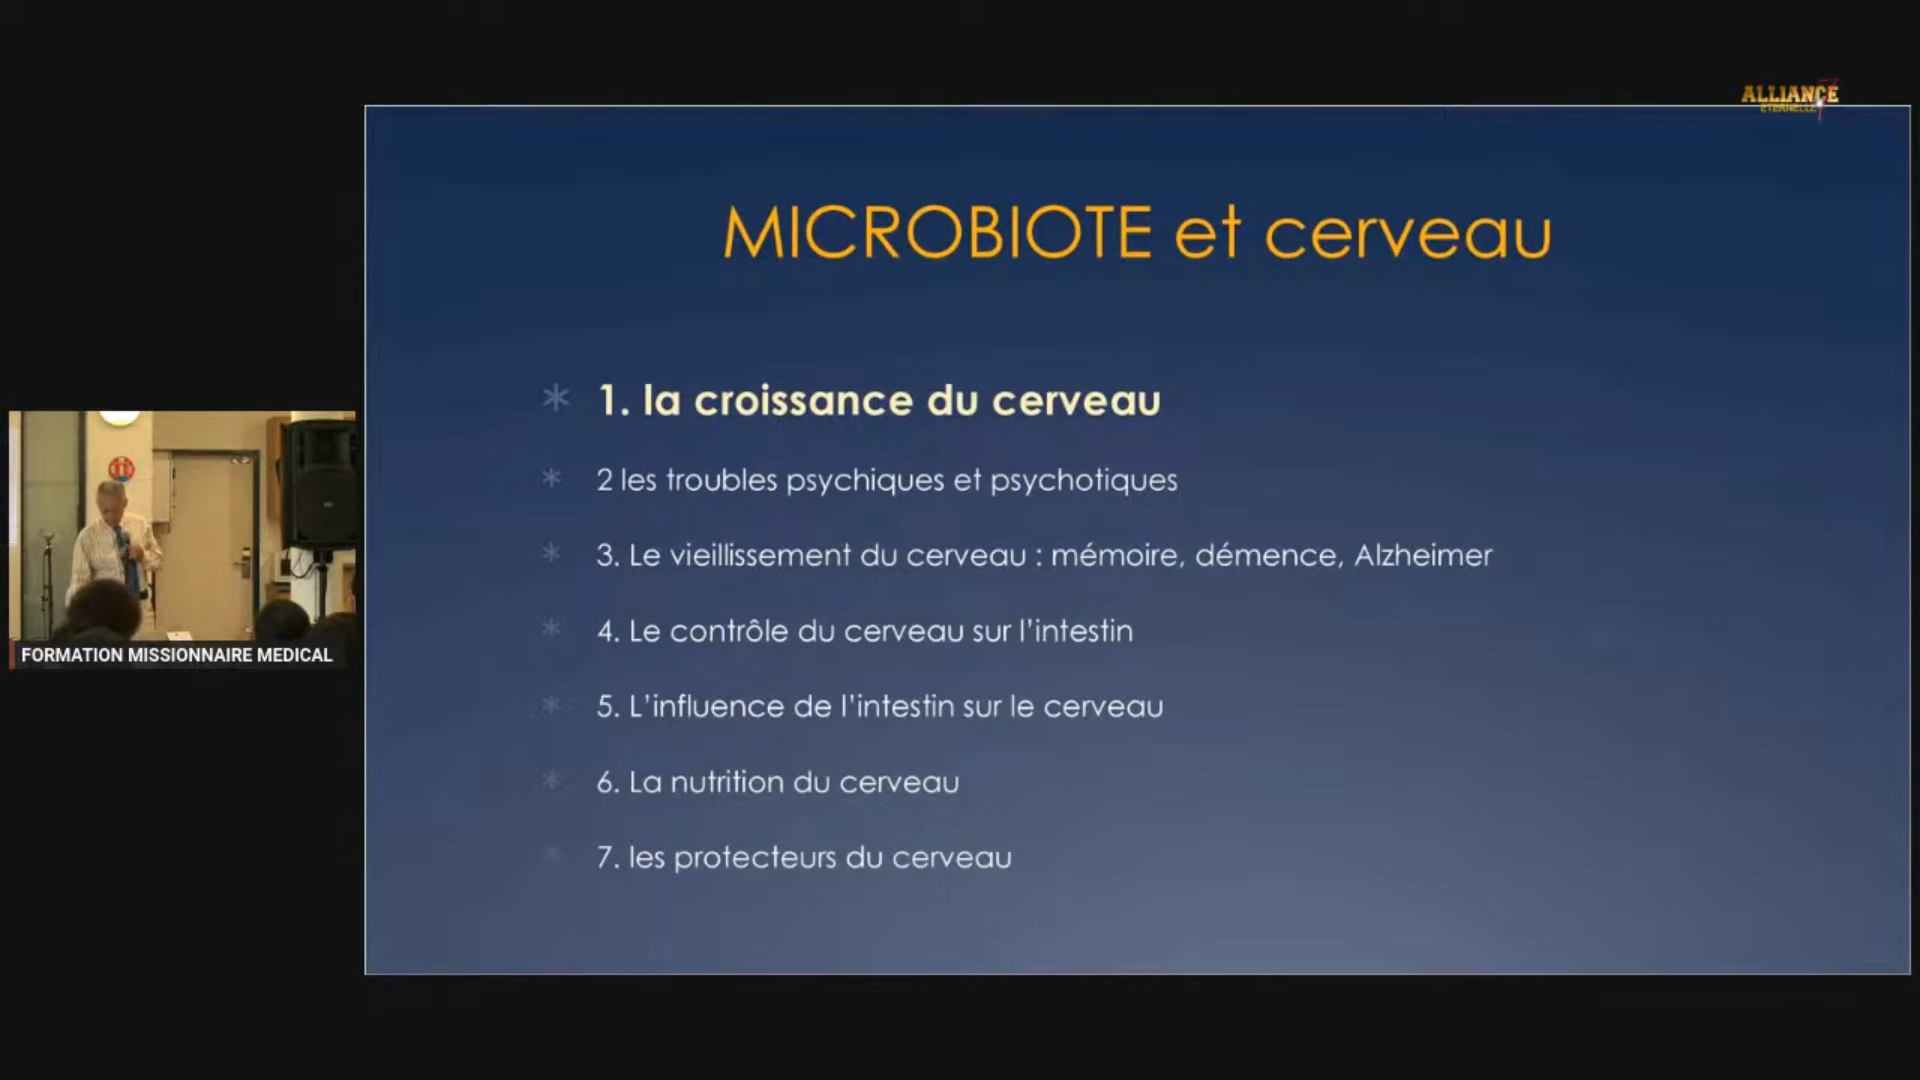 ALLIANCE
ETERNELLE
MICROBIOTE et cerveau
* 1. la croissance du cerveau
* 2 les troubles psychiques et psychotiques
* 3. Le vieillissement du cerveau : mémoire, démence, Alzheimer
* 4. Le contrôle du cerveau sur l'intestin
* 5. L'influence de l'intestin sur le cerveau
* 6. La nutrition du cerveau
* 7. les protecteurs du cerveau
FORMATION MISSIONNAIRE MEDICAL